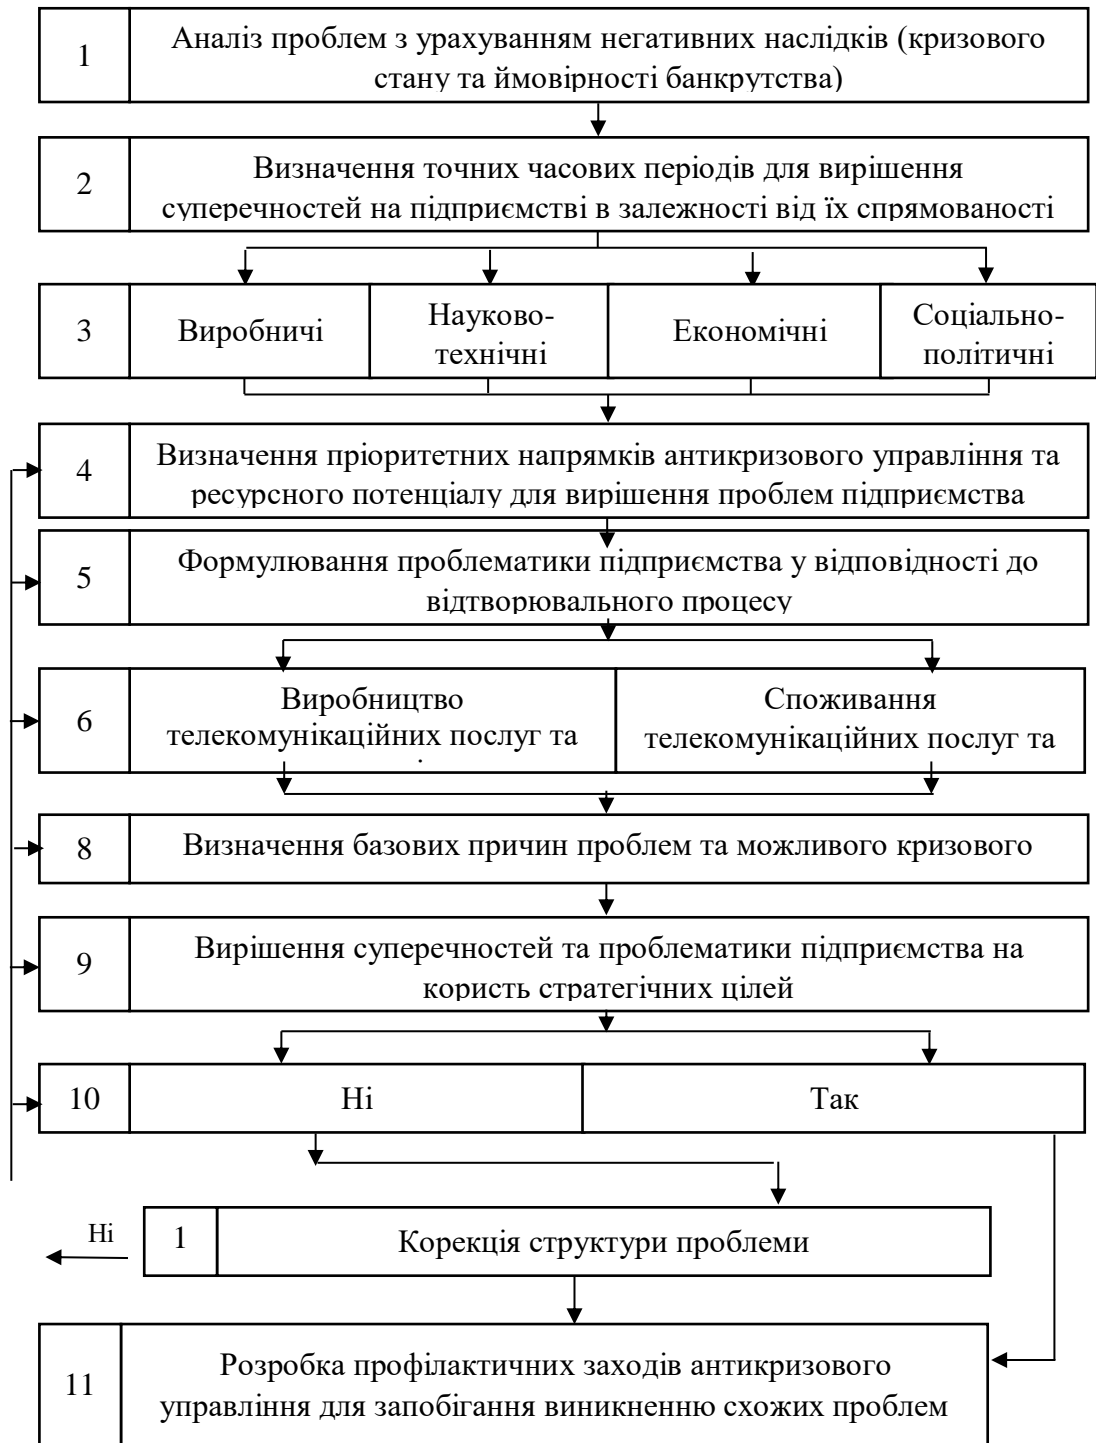 1
Аналіз проблем з урахуванням негативних наслідків (кризового
стану та ймовірності банкрутства)
2
Визначення точних часових періодів для вирішення
суперечностей на підприємстві в залежності від їх спрямованості
3
Виробничі
Науково-
технічні
Економічні
Соціально-
політичні
4
Визначення пріоритетних напрямків антикризового управління та
ресурсного потенціалу для вирішення проблем підприємства
5
Формулювання проблематики підприємства у відповідності до
відтворювального процесу
6
Виробництво
телекомунікаційних послуг та
Споживання
телекомунікаційних послуг та
8
Визначення базових причин проблем та можливого кризового
9
Вирішення суперечностей та проблематики підприємства на
користь стратегічних цілей
10
Ні
Так
Ні
1
Корекція структури проблеми
11
Розробка профілактичних заходів антикризового
управління для запобігання виникненню схожих проблем